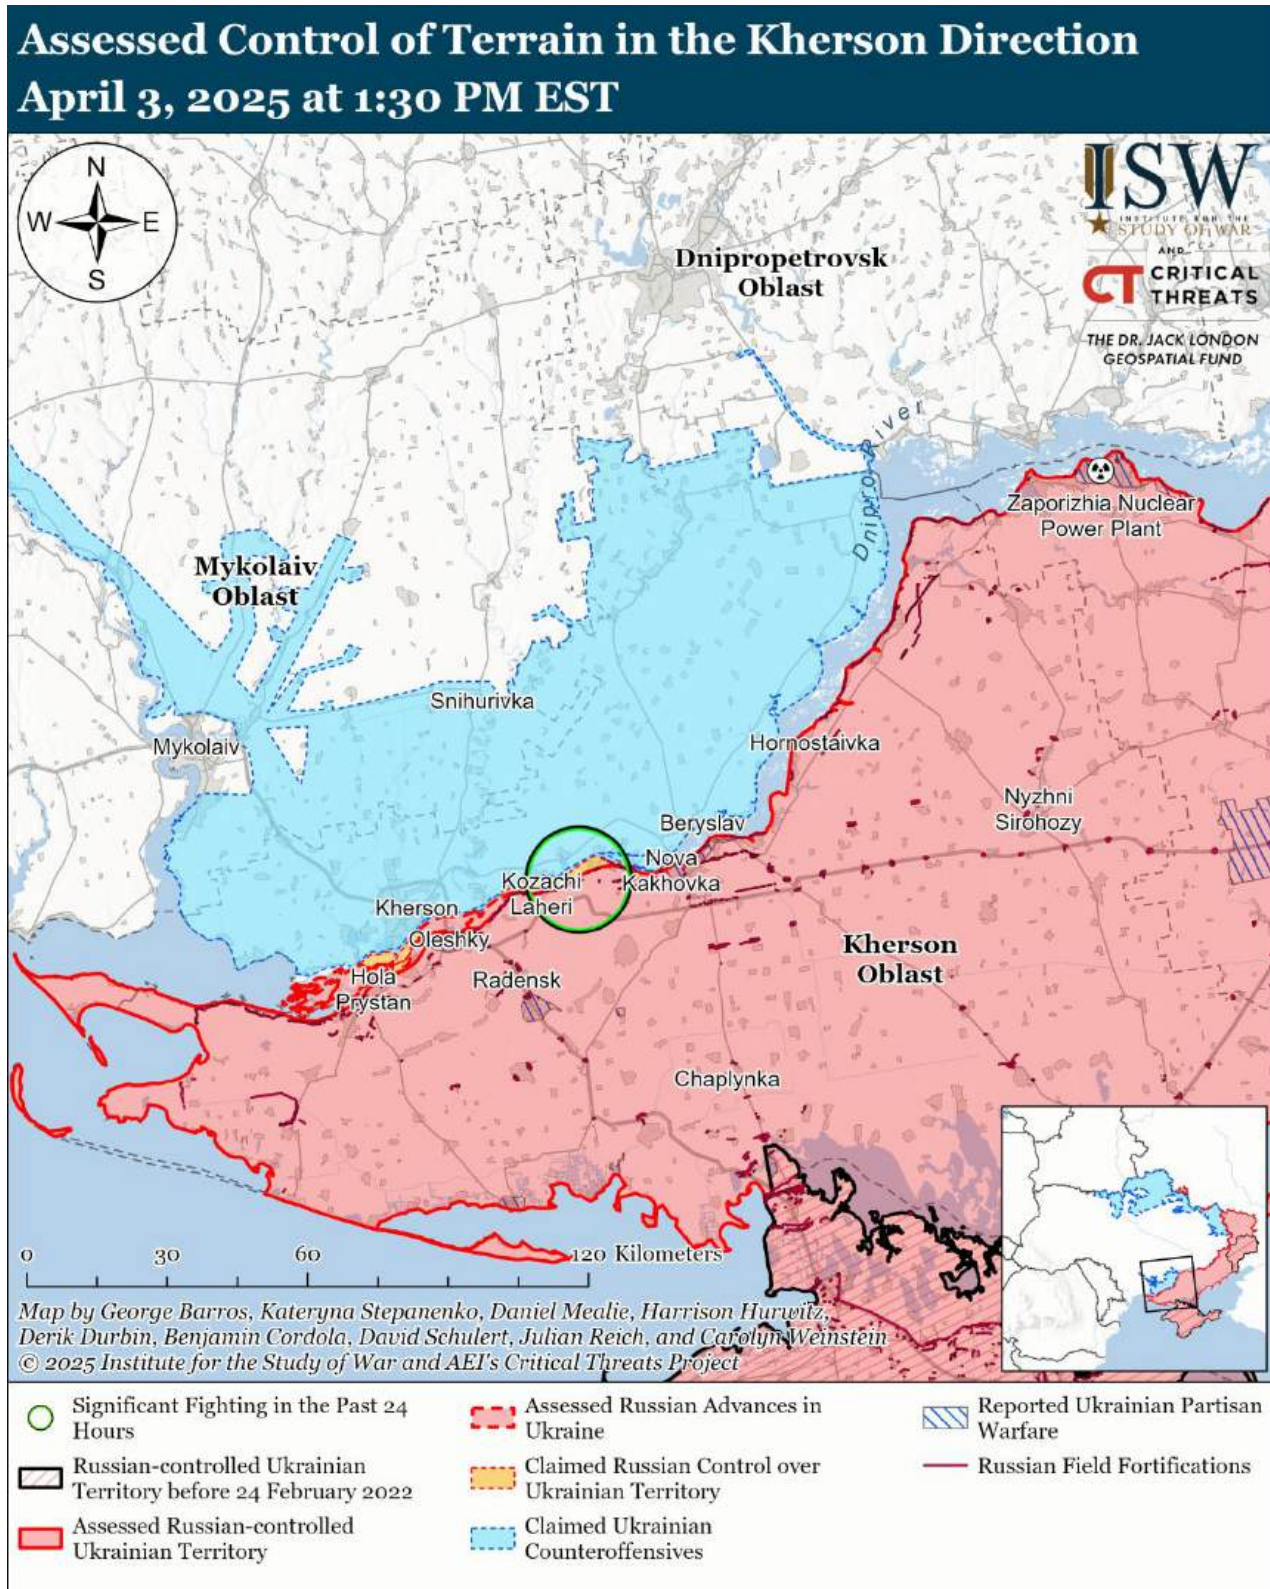 Assessed Control of Terrain in the Kherson Direction
April 3, 2025 at 1:30 PM EST
N
W
E
S
ISW
INSTITUTE FOR THE
STUDY OF WAR
AND
CT CRITICAL
THREATS
THE DR. JACK LONDON
GEOSPATIAL FUND
Dnipropetrovsk
Oblast
Dnipro River
Zaporizhia Nuclear
Power Plant
Mykolaiv
Oblast
Snihurivka
Mykolaiv
Hornostaivka
Nyzhni
Sirohozy
Beryslav
Nova
Kakhovka
Kozachi
Laheri
Kherson
Oleshky
Kherson
Oblast
Hola
Prystan
Radensk
Chaplynka
0
30
60
120 Kilometers
Map by George Barros, Kateryna Stepanenko, Daniel Mealie, Harrison Hurwitz,
Derik Durbin, Benjamin Cordola, David Schulert, Julian Reich, and Carolyn Weinstein
© 2025 Institute for the Study of War and AEI's Critical Threats Project
Significant Fighting in the Past 24
Hours
Russian-controlled Ukrainian
Territory before 24 February 2022
Assessed Russian-controlled
Ukrainian Territory
Assessed Russian Advances in
Ukraine
Claimed Russian Control over
Ukrainian Territory
Claimed Ukrainian
Counteroffensives
Reported Ukrainian Partisan
Warfare
Russian Field Fortifications